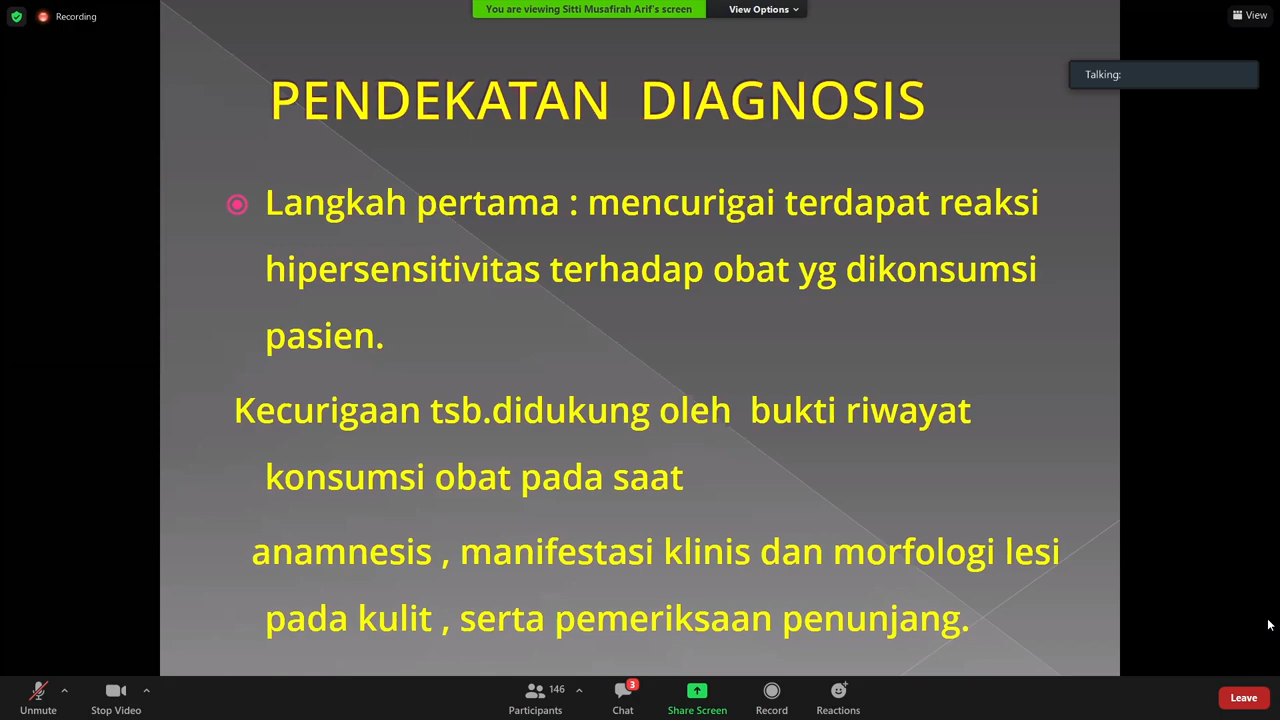 Recording
You are viewing Sitti Musafirah Arif's screen
View Options
View
Talking:
PENDEKATAN DIAGNOSIS
Langkah pertama : mencurigai terdapat reaksi
hipersensitivitas terhadap obat yg dikonsumsi
pasien.
Kecurigaan tsb.didukung oleh bukti riwayat
konsumsi obat pada saat
anamnesis , manifestasi klinis dan morfologi lesi
pada kulit , serta pemeriksaan penunjang.
Unmute
Stop Video
146
Participants
3
Chat
Share Screen
Record
Reactions
Leave